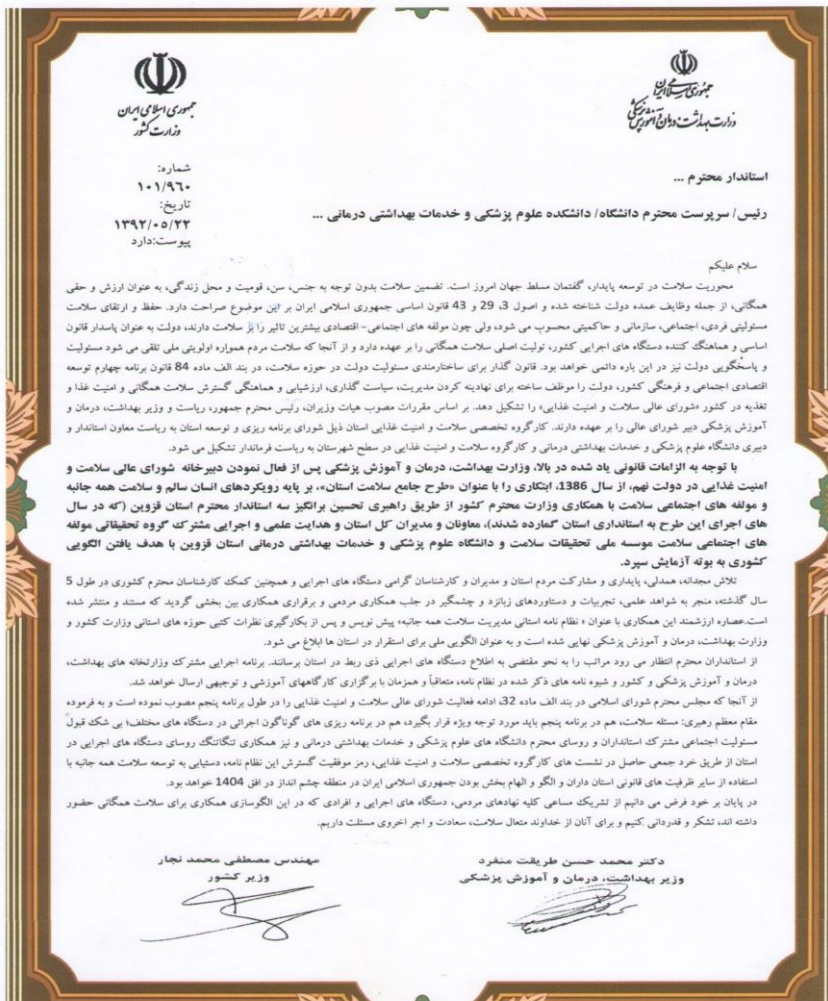 جمهوری اسلامی ایران
وزارت بهداشت، درمان و آموزش پزشکی
جمهوری اسلامی ایران
وزارت کشور
شماره:
۱۰۱/۹۶۰
تاریخ:
۱۳۹۲/۰۵/۲۲
پیوست:دارد
استاندار محترم ...
رئیس/ سرپرست محترم دانشگاه/ دانشکده علوم پزشکی و خدمات بهداشتی درمانی ...
سلام علیکم
محوریت سلامت در توسعه پایدار، گفتمان مسلط جهان امروز است. تضمین سلامت بدون توجه به جنس، سن، قومیت و محل زندگی، به عنوان ارزش و حقی
همگانی، از جمله وظایف عمده دولت شناخته شده و اصول 3، 29 و 43 قانون اساسی جمهوری اسلامی ایران بر این موضوع صراحت دارد. حفظ و ارتقای سلامت
مسئولیتی فردی، اجتماعی، سازمانی و حاکمیتی محسوب می شود، ولی چون مولفه های اجتماعی- اقتصادی بیشترین تاثیر را بر سلامت دارند، دولت به عنوان پاسدار قانون
اساسی و هماهنگ کننده دستگاه های اجرایی کشور، تولیت اصلی سلامت همگانی را بر عهده دارد و از آنجا که سلامت مردم همواره اولویتی ملی تلقی می شود مسئولیت
و پاسخگویی دولت نیز در این باره دائمی خواهد بود. قانون گذار برای ساختارمندی مسئولیت دولت در حوزه سلامت، در بند الف ماده 84 قانون برنامه چهارم توسعه
اقتصادی اجتماعی و فرهنگی کشور، دولت را موظف ساخته برای نهادینه کردن مدیریت، سیاست گذاری، ارزشیابی و هماهنگی گسترش سلامت همگانی و امنیت غذا و
تغذیه در کشور «شورای عالی سلامت و امنیت غذایی» را تشکیل دهد. بر اساس مقررات مصوب هیات وزیران، رئیس محترم جمهور، ریاست و وزیر بهداشت، درمان و
آموزش پزشکی دبیر شورای عالی را بر عهده دارند. کارگروه تخصصی سلامت و امنیت غذایی استان ذیل شورای برنامه ریزی و توسعه استان به ریاست معاون استاندار و
دبیری دانشگاه علوم پزشکی و خدمات بهداشتی درمانی و کارگروه سلامت و امنیت غذایی در سطح شهرستان به ریاست فرماندار تشکیل می شود.
با توجه به الزامات قانونی یاد شده در بالا، وزارت بهداشت، درمان و آموزش پزشکی پس از فعال نمودن دبیرخانه شورای عالی سلامت و
امنیت غذایی در دولت نهم، از سال 1386، ابتکاری را با عنوان «طرح جامع سلامت استان»، بر پایه رویکردهای انسان سالم و سلامت همه جانبه
و مولفه های اجتماعی سلامت با همکاری وزارت محترم کشور از طریق راهبری تحسین برانگیز سه استاندار محترم استان قزوین (که در سال
های اجرای این طرح به استانداری استان گمارده شدند)، معاونان و مدیران کل استان و هدایت علمی و اجرایی مشترک گروه تحقیقاتی مولفه
های اجتماعی سلامت موسسه ملی تحقیقات سلامت و دانشگاه علوم پزشکی و خدمات بهداشتی درمانی استان قزوین با هدف یافتن الگویی
کشوری به بوته آزمایش سپرد.
تلاش مجدانه، همدلی، پایداری و مشارکت مردم استان و مدیران و کارشناسان گرامی دستگاه های اجرایی و همچنین کمک کارشناسان محترم کشوری در طول 5
سال گذشته، منجر به شواهد علمی، تجربیات و دستاوردهای زبانزد و چشمگیر در جلب همکاری مردمی و برقراری همکاری بین بخشی گردید که مستند و منتشر شده
است.عصاره ارزشمند این همکاری با عنوان « نظام نامه استانی مدیریت سلامت همه جانبه» پیش نویس و پس از بکارگیری نظرات کتبی حوزه های استانی وزارت کشور و
وزارت بهداشت، درمان و آموزش پزشکی نهایی شده است و به عنوان الگویی ملی برای استقرار در استان ها ابلاغ می شود.
از استانداران محترم انتظار می رود مراتب را به نحو مقتضی به اطلاع دستگاه های اجرایی ذی ربط در استان برسانند. برنامه اجرایی مشترک وزارتخانه های بهداشت،
درمان و آموزش پزشکی و کشور و شیوه نامه های ذکر شده در نظام نامه، متعاقباً و همزمان با برگزاری کارگاههای آموزشی و توجیهی ارسال خواهد شد.
از آنجا که مجلس محترم شورای اسلامی در بند الف ماده 32، ادامه فعالیت شورای عالی سلامت و امنیت غذایی را در طول برنامه پنجم مصوب نموده است و به فرموده
مقام معظم رهبری: مسئله سلامت، هم در برنامه پنجم باید مورد توجه ویژه قرار بگیرد، هم در برنامه ریزی های گوناگون اجرائی در دستگاه های مختلف؛ بی شک قبول
مسئولیت اجتماعی مشترک استانداران و روسای محترم دانشگاه های علوم پزشکی و خدمات بهداشتی درمانی و نیز همکاری تنگاتنگ روسای دستگاه های اجرایی در
استان از طریق خرد جمعی حاصل در نشست های کارگروه تخصصی سلامت و امنیت غذایی، رمز موفقیت گسترش این نظام نامه، دستیابی به توسعه سلامت همه جانبه با
استفاده از سایر ظرفیت های قانونی استان داران و الگو و الهام بخش بودن جمهوری اسلامی ایران در منطقه چشم انداز در افق 1404 خواهد بود.
در پایان بر خود فرض می دانیم از تشریک مساعی کلیه نهادهای مردمی، دستگاه های اجرایی و افرادی که در این الگوسازی همکاری برای سلامت همگانی حضور
داشته اند، تشکر و قدردانی کنیم و برای آنان از خداوند متعال سلامت، سعادت و اجر اخروی مسئلت داریم.
دکتر محمد حسن طریقت منفرد
وزیر بهداشت، درمان و آموزش پزشکی
مهندس مصطفی محمد نجار
وزیر کشور